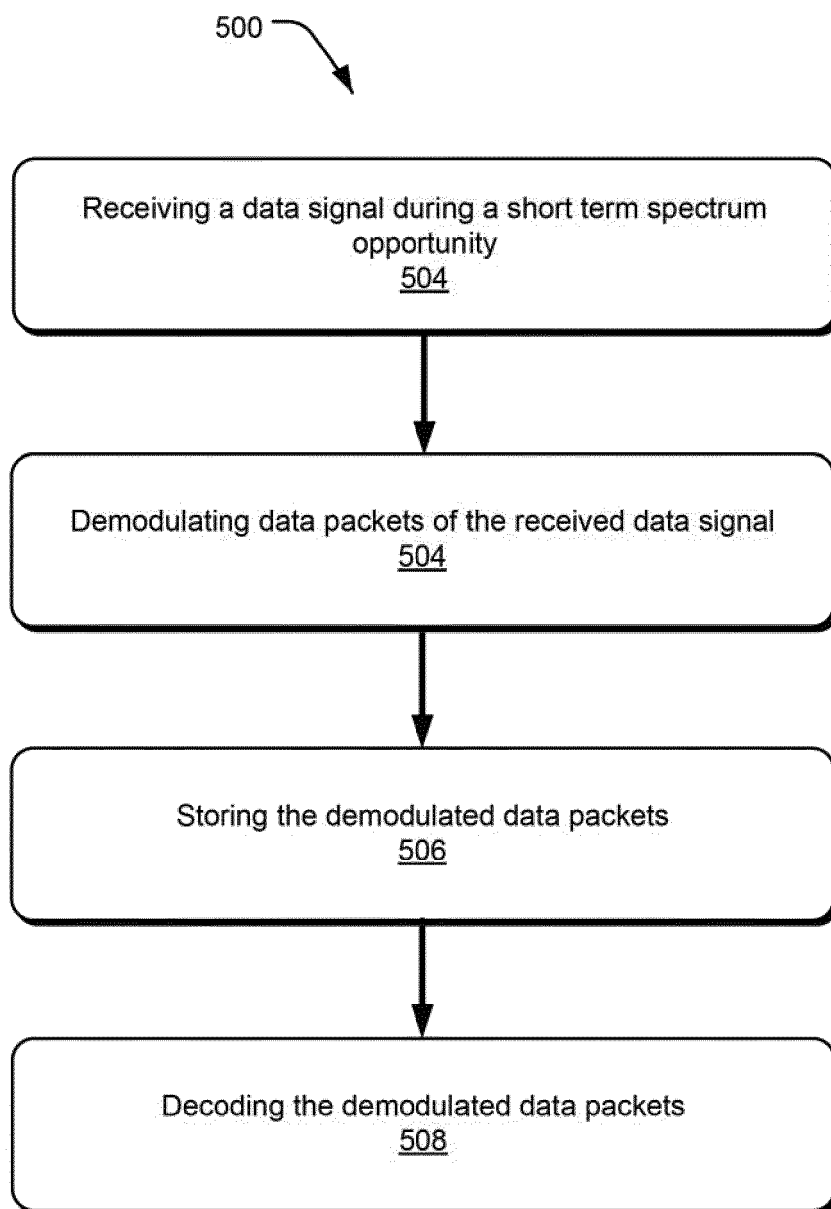 500
Receiving a data signal during a short term spectrum
opportunity
504
Demodulating data packets of the received data signal
504
Storing the demodulated data packets
506
Decoding the demodulated data packets
508